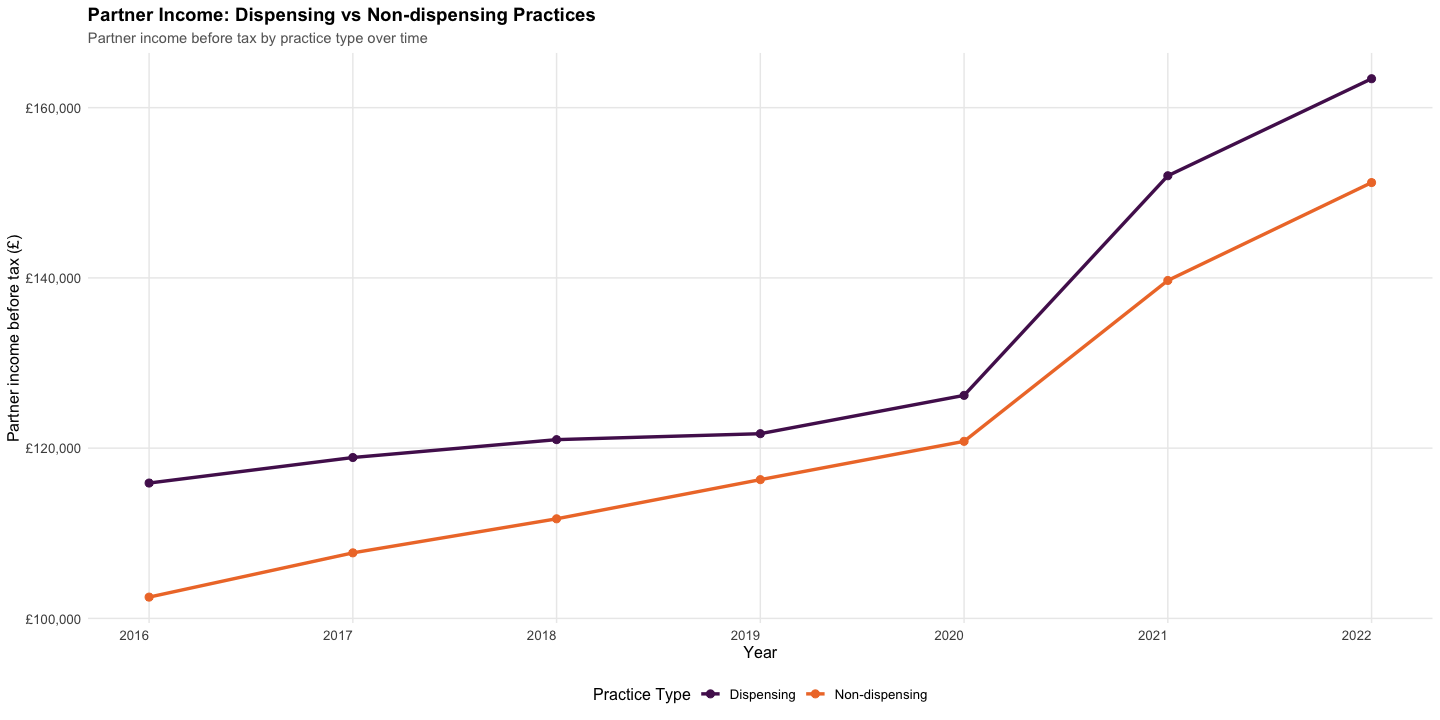 Partner Income: Dispensing vs Non-dispensing Practices
Partner income before tax by practice type over time
Partner income before tax (£)
£160,000
£140,000
£120,000
£100,000
2016 2017 2018 2019 2020 2021 2022
Year
Practice Type Dispensing Non-dispensing